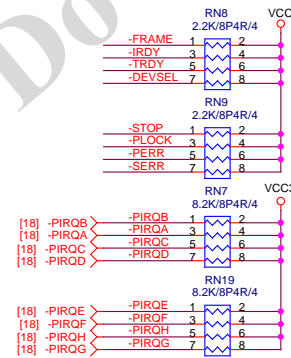 Do
RN8 VCC
2.2K/8P4R/4
-FRAME 1 2
-IRDY 3 4
-TRDY 5 6
-DEVSEL 7 8
RN9
2.2K/8P4R/4
-STOP 1 2
-PLOCK 3 4
-PERR 5 6
-SERR 7 8
RN7 VCC3
8.2K/8P4R/4
[18] -PIRQB -PIRQB 1 2
[18] -PIRQA -PIRQA 3 4
[18] -PIRQC -PIRQC 5 6
[18] -PIRQD -PIRQD 7 8
RN19
8.2K/8P4R/4
[18] -PIRQE -PIRQE 1 2
[18] -PIRQF -PIRQF 3 4
[18] -PIRQH -PIRQH 5 6
[18] -PIRQG -PIRQG 7 8